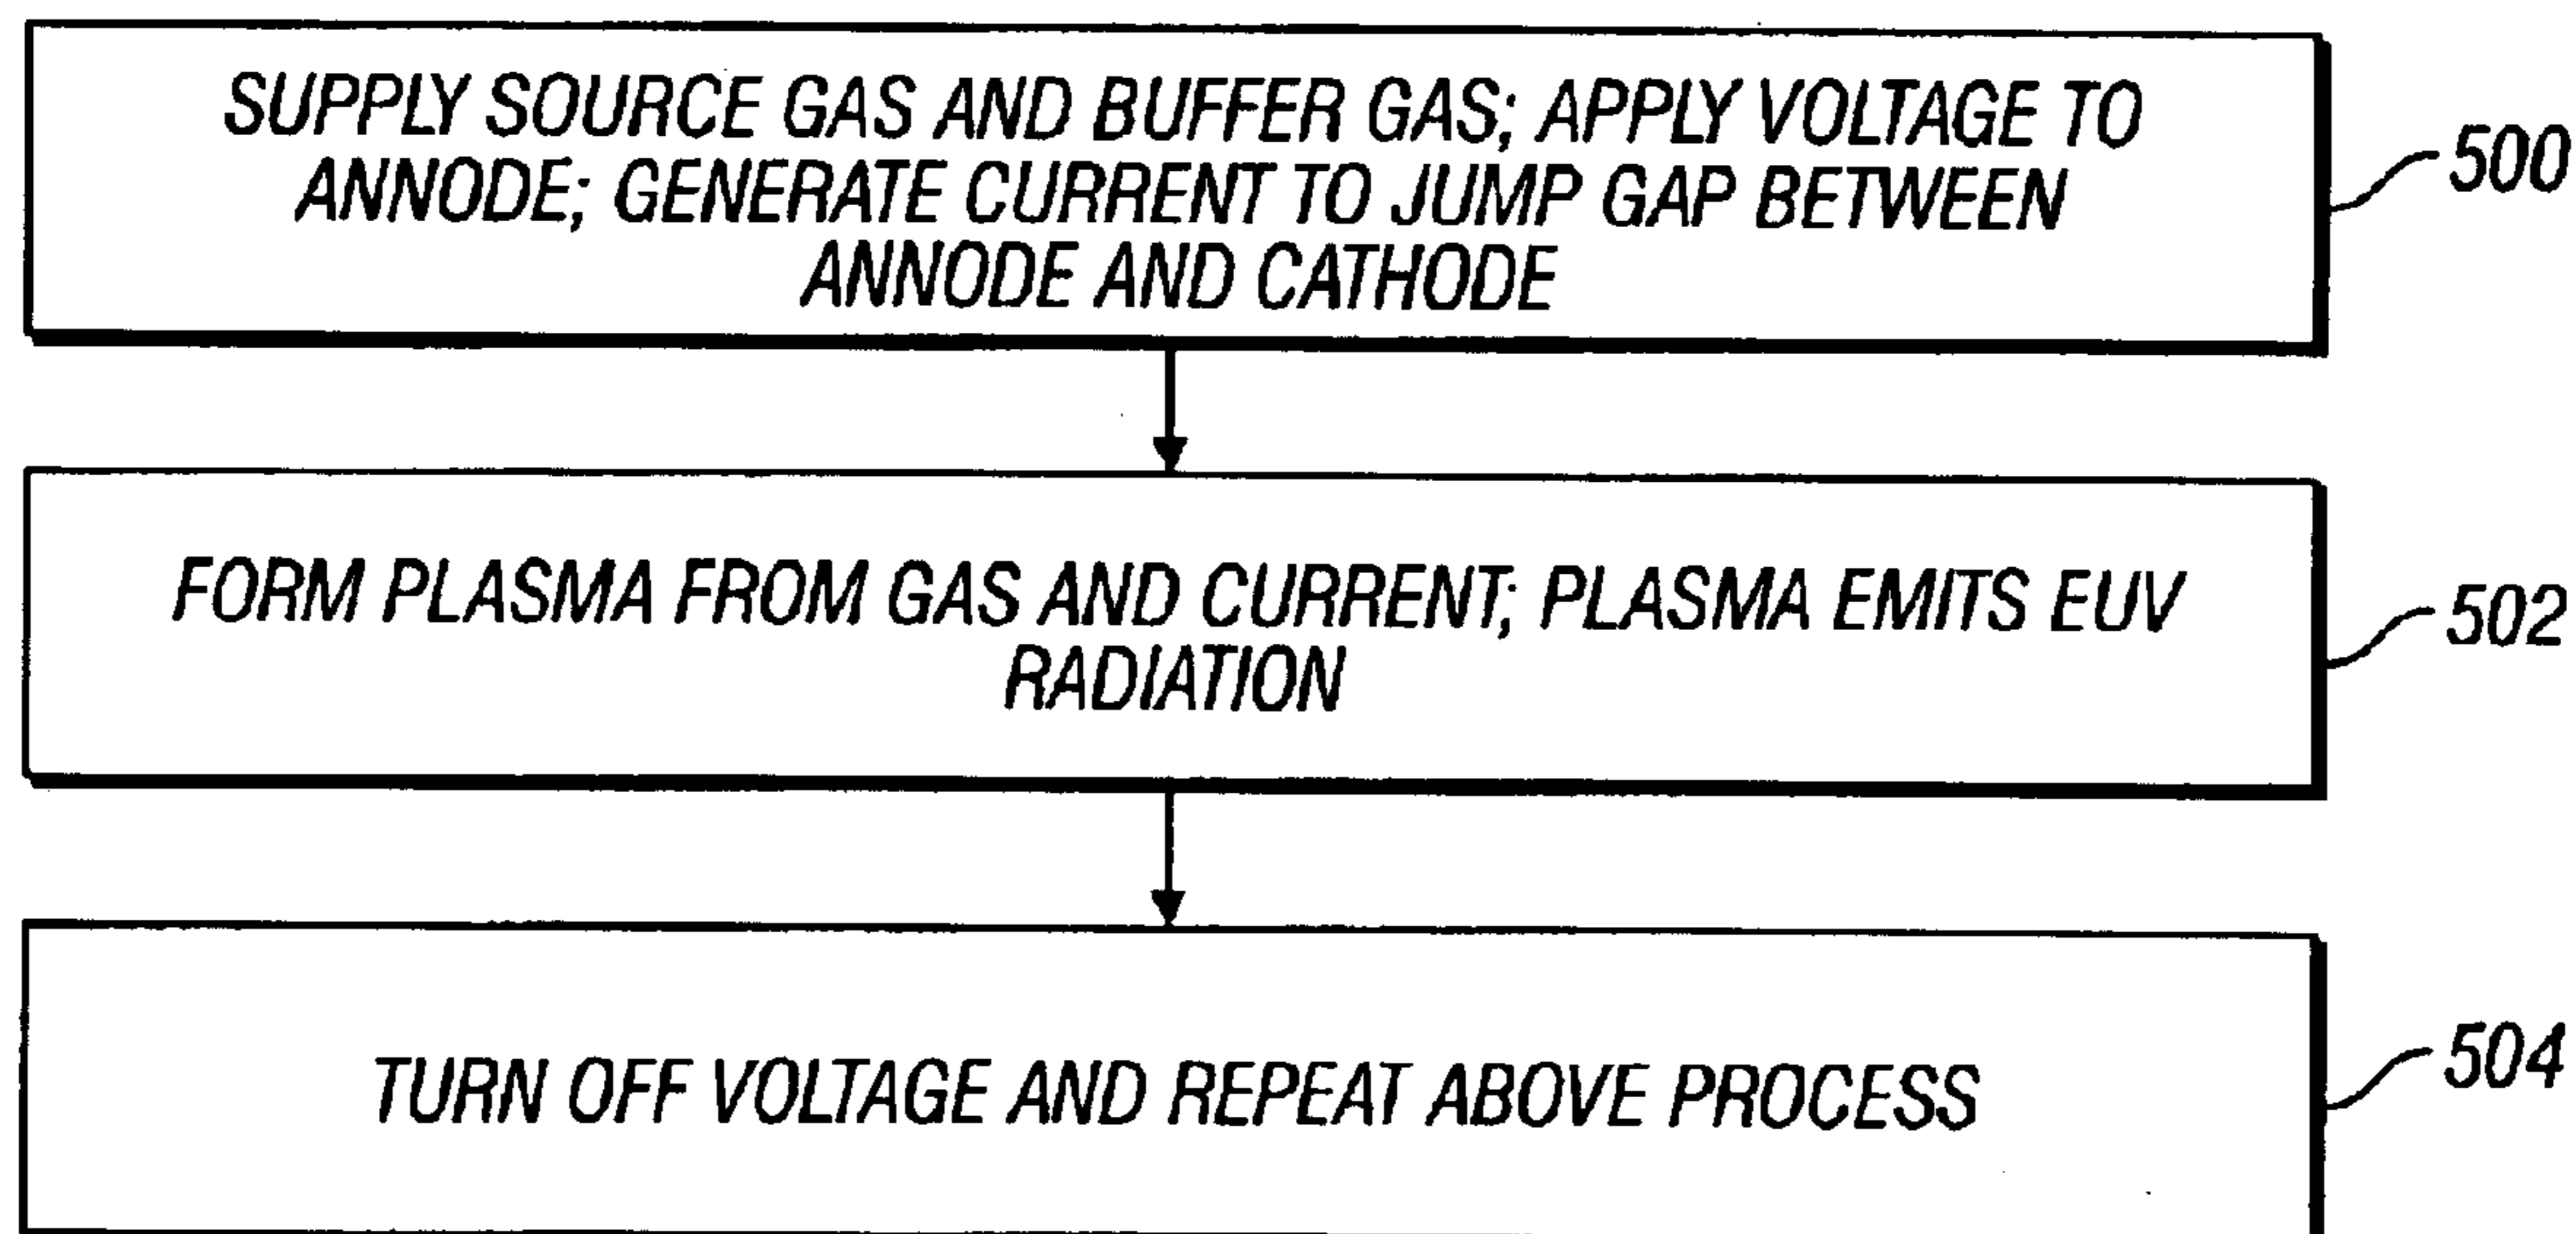 SUPPLY SOURCE GAS AND BUFFER GAS; APPLY VOLTAGE TO
ANNODE; GENERATE CURRENT TO JUMP GAP BETWEEN
ANNODE AND CATHODE
500
FORM PLASMA FROM GAS AND CURRENT; PLASMA EMITS EUV
RADIATION
502
TURN OFF VOLTAGE AND REPEAT ABOVE PROCESS
504